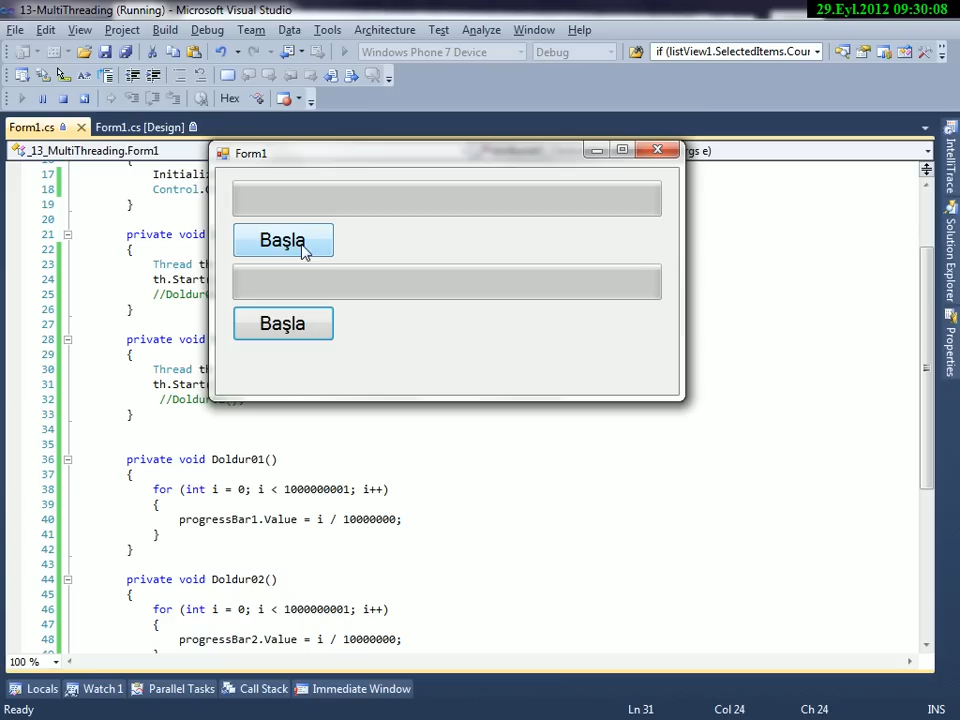 13-MultiThreading (Running) - Microsoft Visual Studio
29.Eyl.2012 09:30:08
File Edit View Project Build Debug Team Data Tools Architecture Test Analyze Window Help
Windows Phone 7 Device Debug if (listView1.SelectedItems.Cour
Hex
Form1.cs Form1.cs [Design]
_13_MultiThreading.Form1 Form1 gs e)
17 Initializ
18 Control.C
19 }
20
21 private void
22 {
23 Thread th
24 th.Start(
25 //Doldur
26 }
27
28 private void
29 {
30 Thread th
31 th.Start(
32 //Doldur
33 }
34
35
36 private void Doldur01()
37 {
38 for (int i = 0; i < 1000000001; i++)
39 {
40 progressBar1.Value = i / 10000000;
41 }
42 }
43
44 private void Doldur02()
45 {
46 for (int i = 0; i < 1000000001; i++)
47 {
48 progressBar2.Value = i / 10000000;
Başla
Başla
IntelliTrace
Solution Explorer
Properties
100 %
Locals Watch 1 Parallel Tasks Call Stack Immediate Window
Ready Ln 31 Col 24 Ch 24 INS